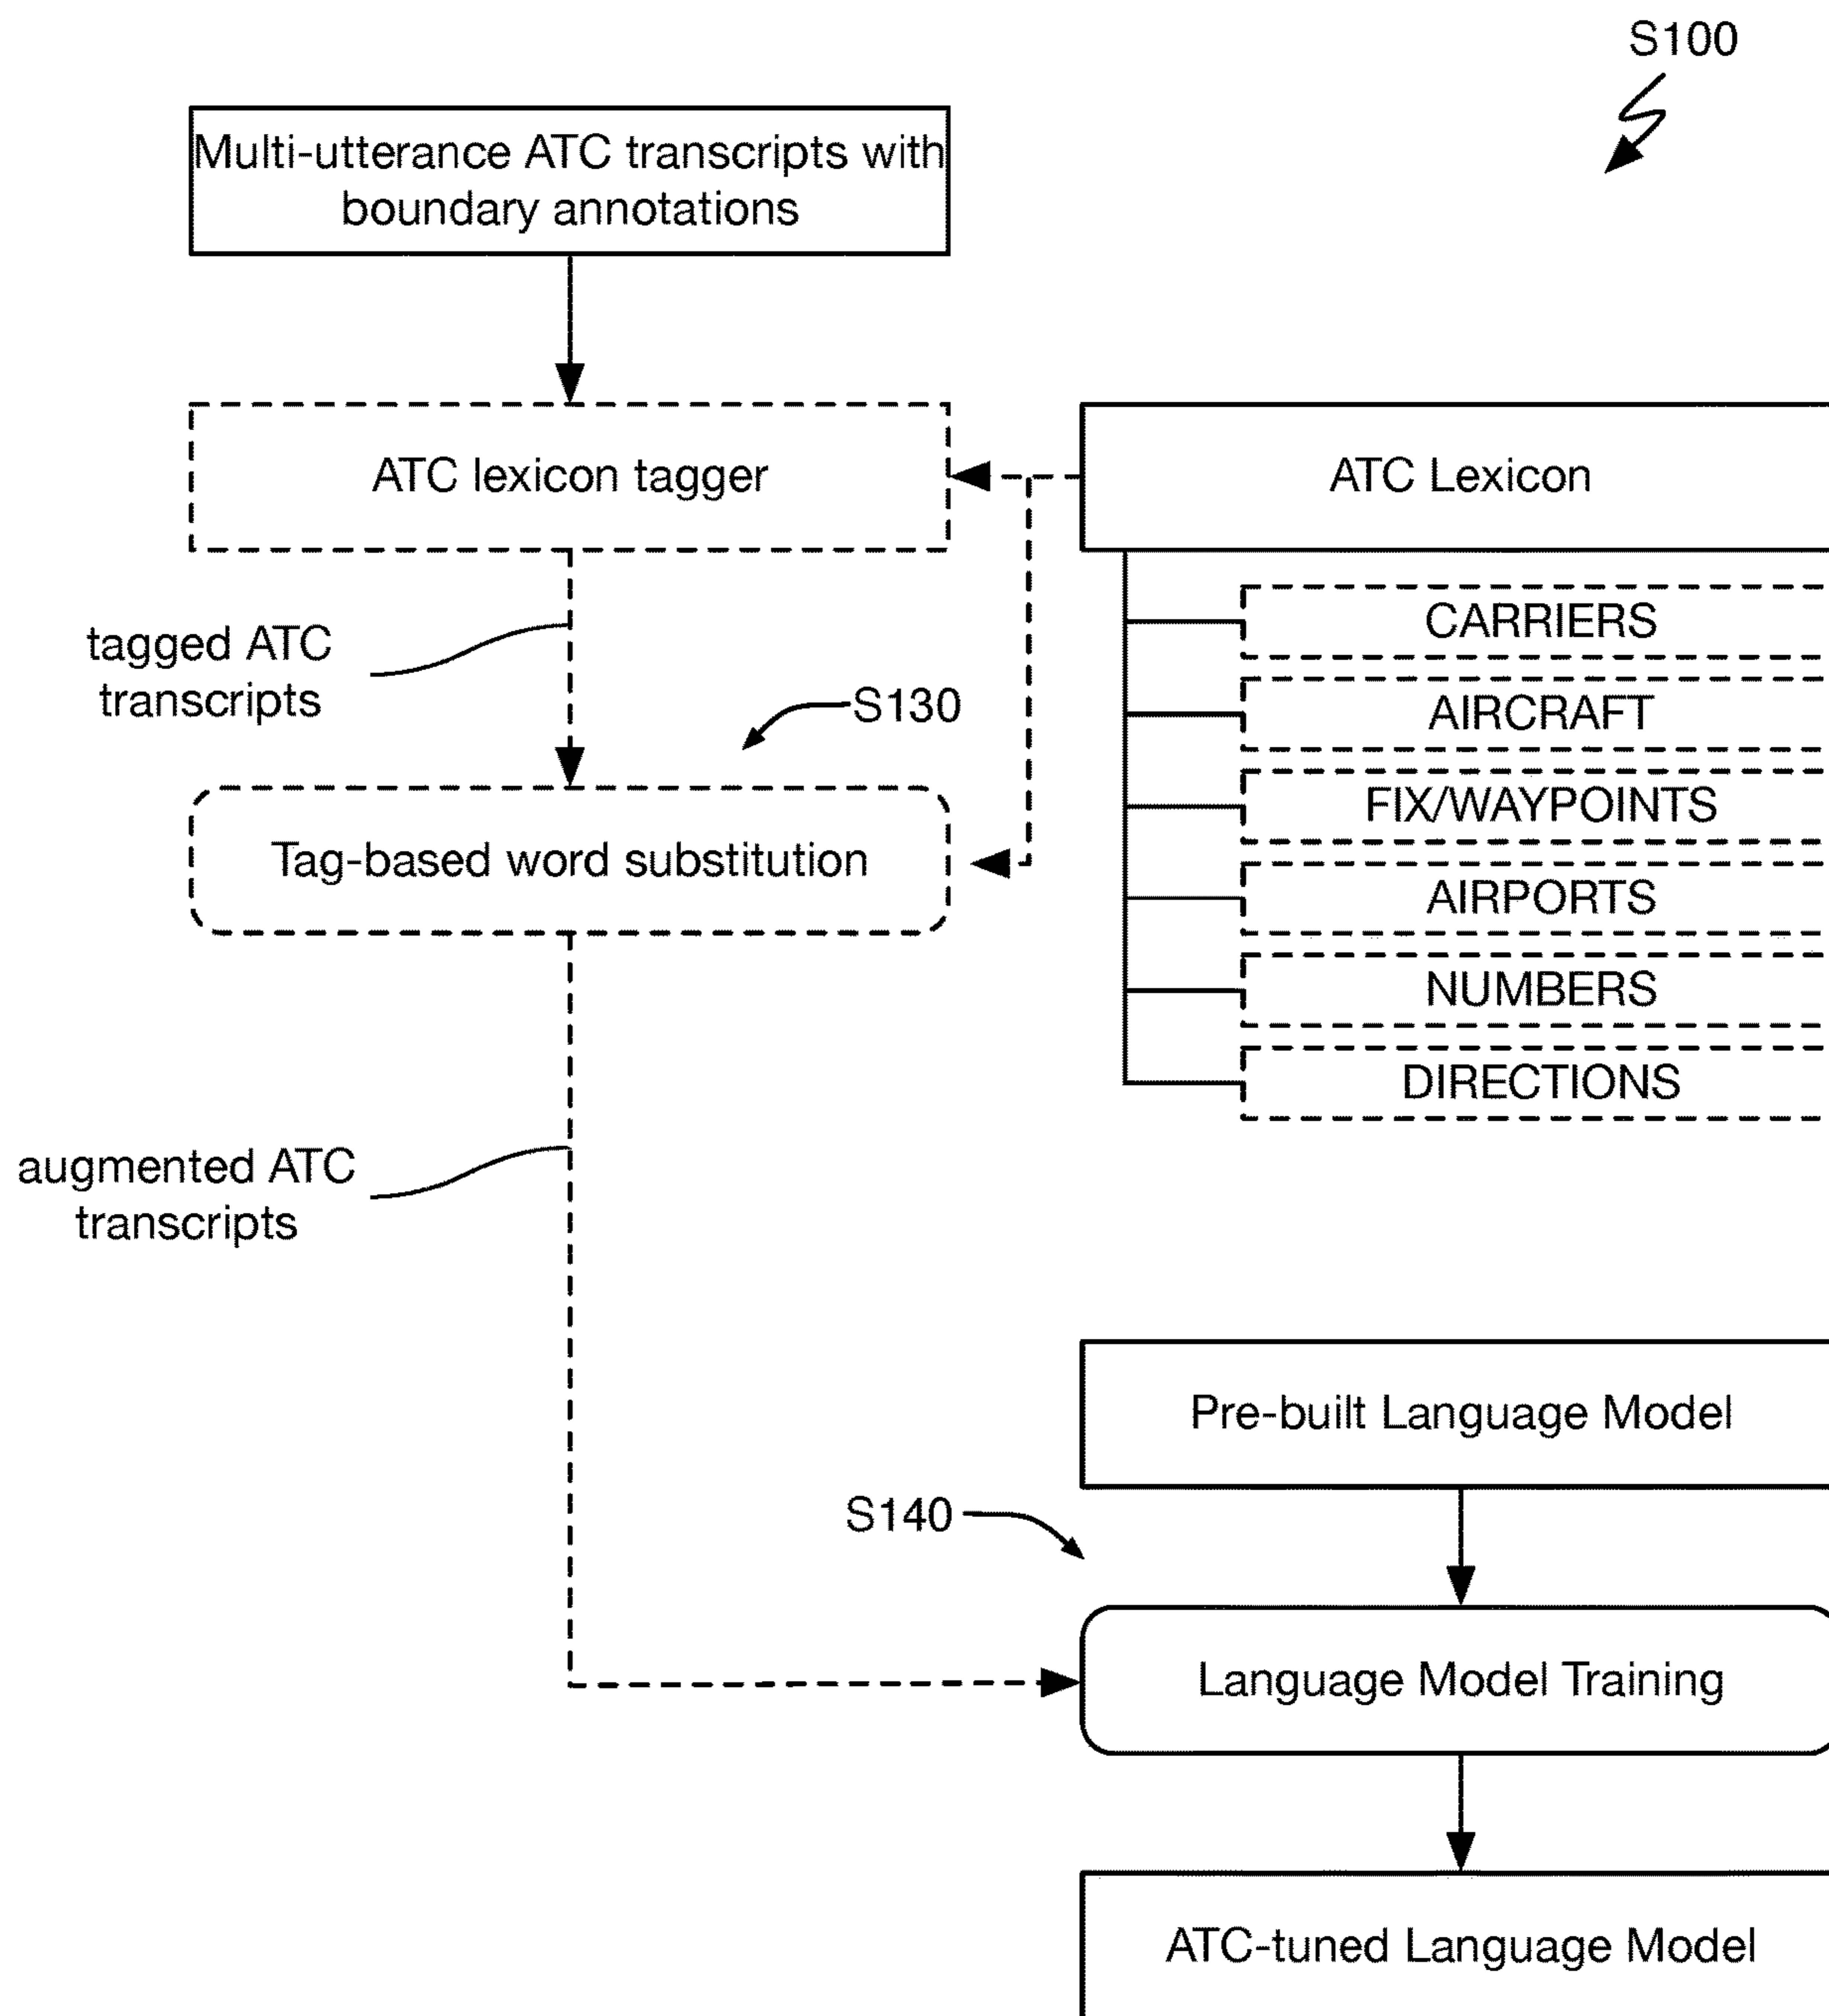 S100
Multi-utterance ATC transcripts with
boundary annotations
ATC lexicon tagger
ATC Lexicon
CARRIERS
tagged ATC
transcripts
AIRCRAFT
S130
FIX/WAYPOINTS
Tag-based word substitution
AIRPORTS
NUMBERS
DIRECTIONS
augmented ATC
transcripts
Pre-built Language Model
S140
Language Model Training
ATC-tuned Language Model